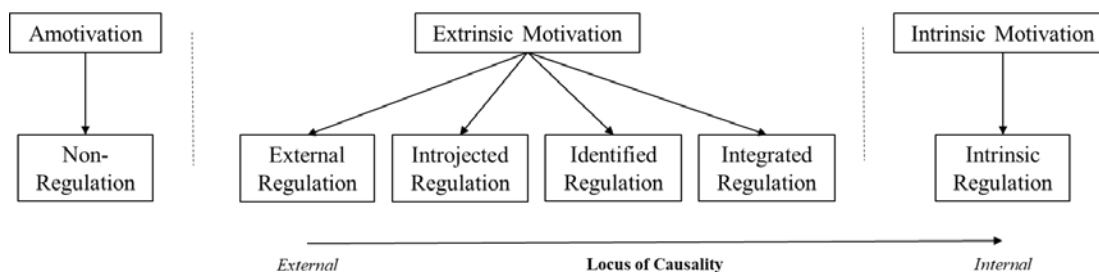 Amotivation
Extrinsic Motivation
Intrinsic Motivation
Non-
Regulation
External
Regulation
Introjected
Regulation
Identified
Regulation
Integrated
Regulation
Intrinsic
Regulation
External
Locus of Causality
Internal